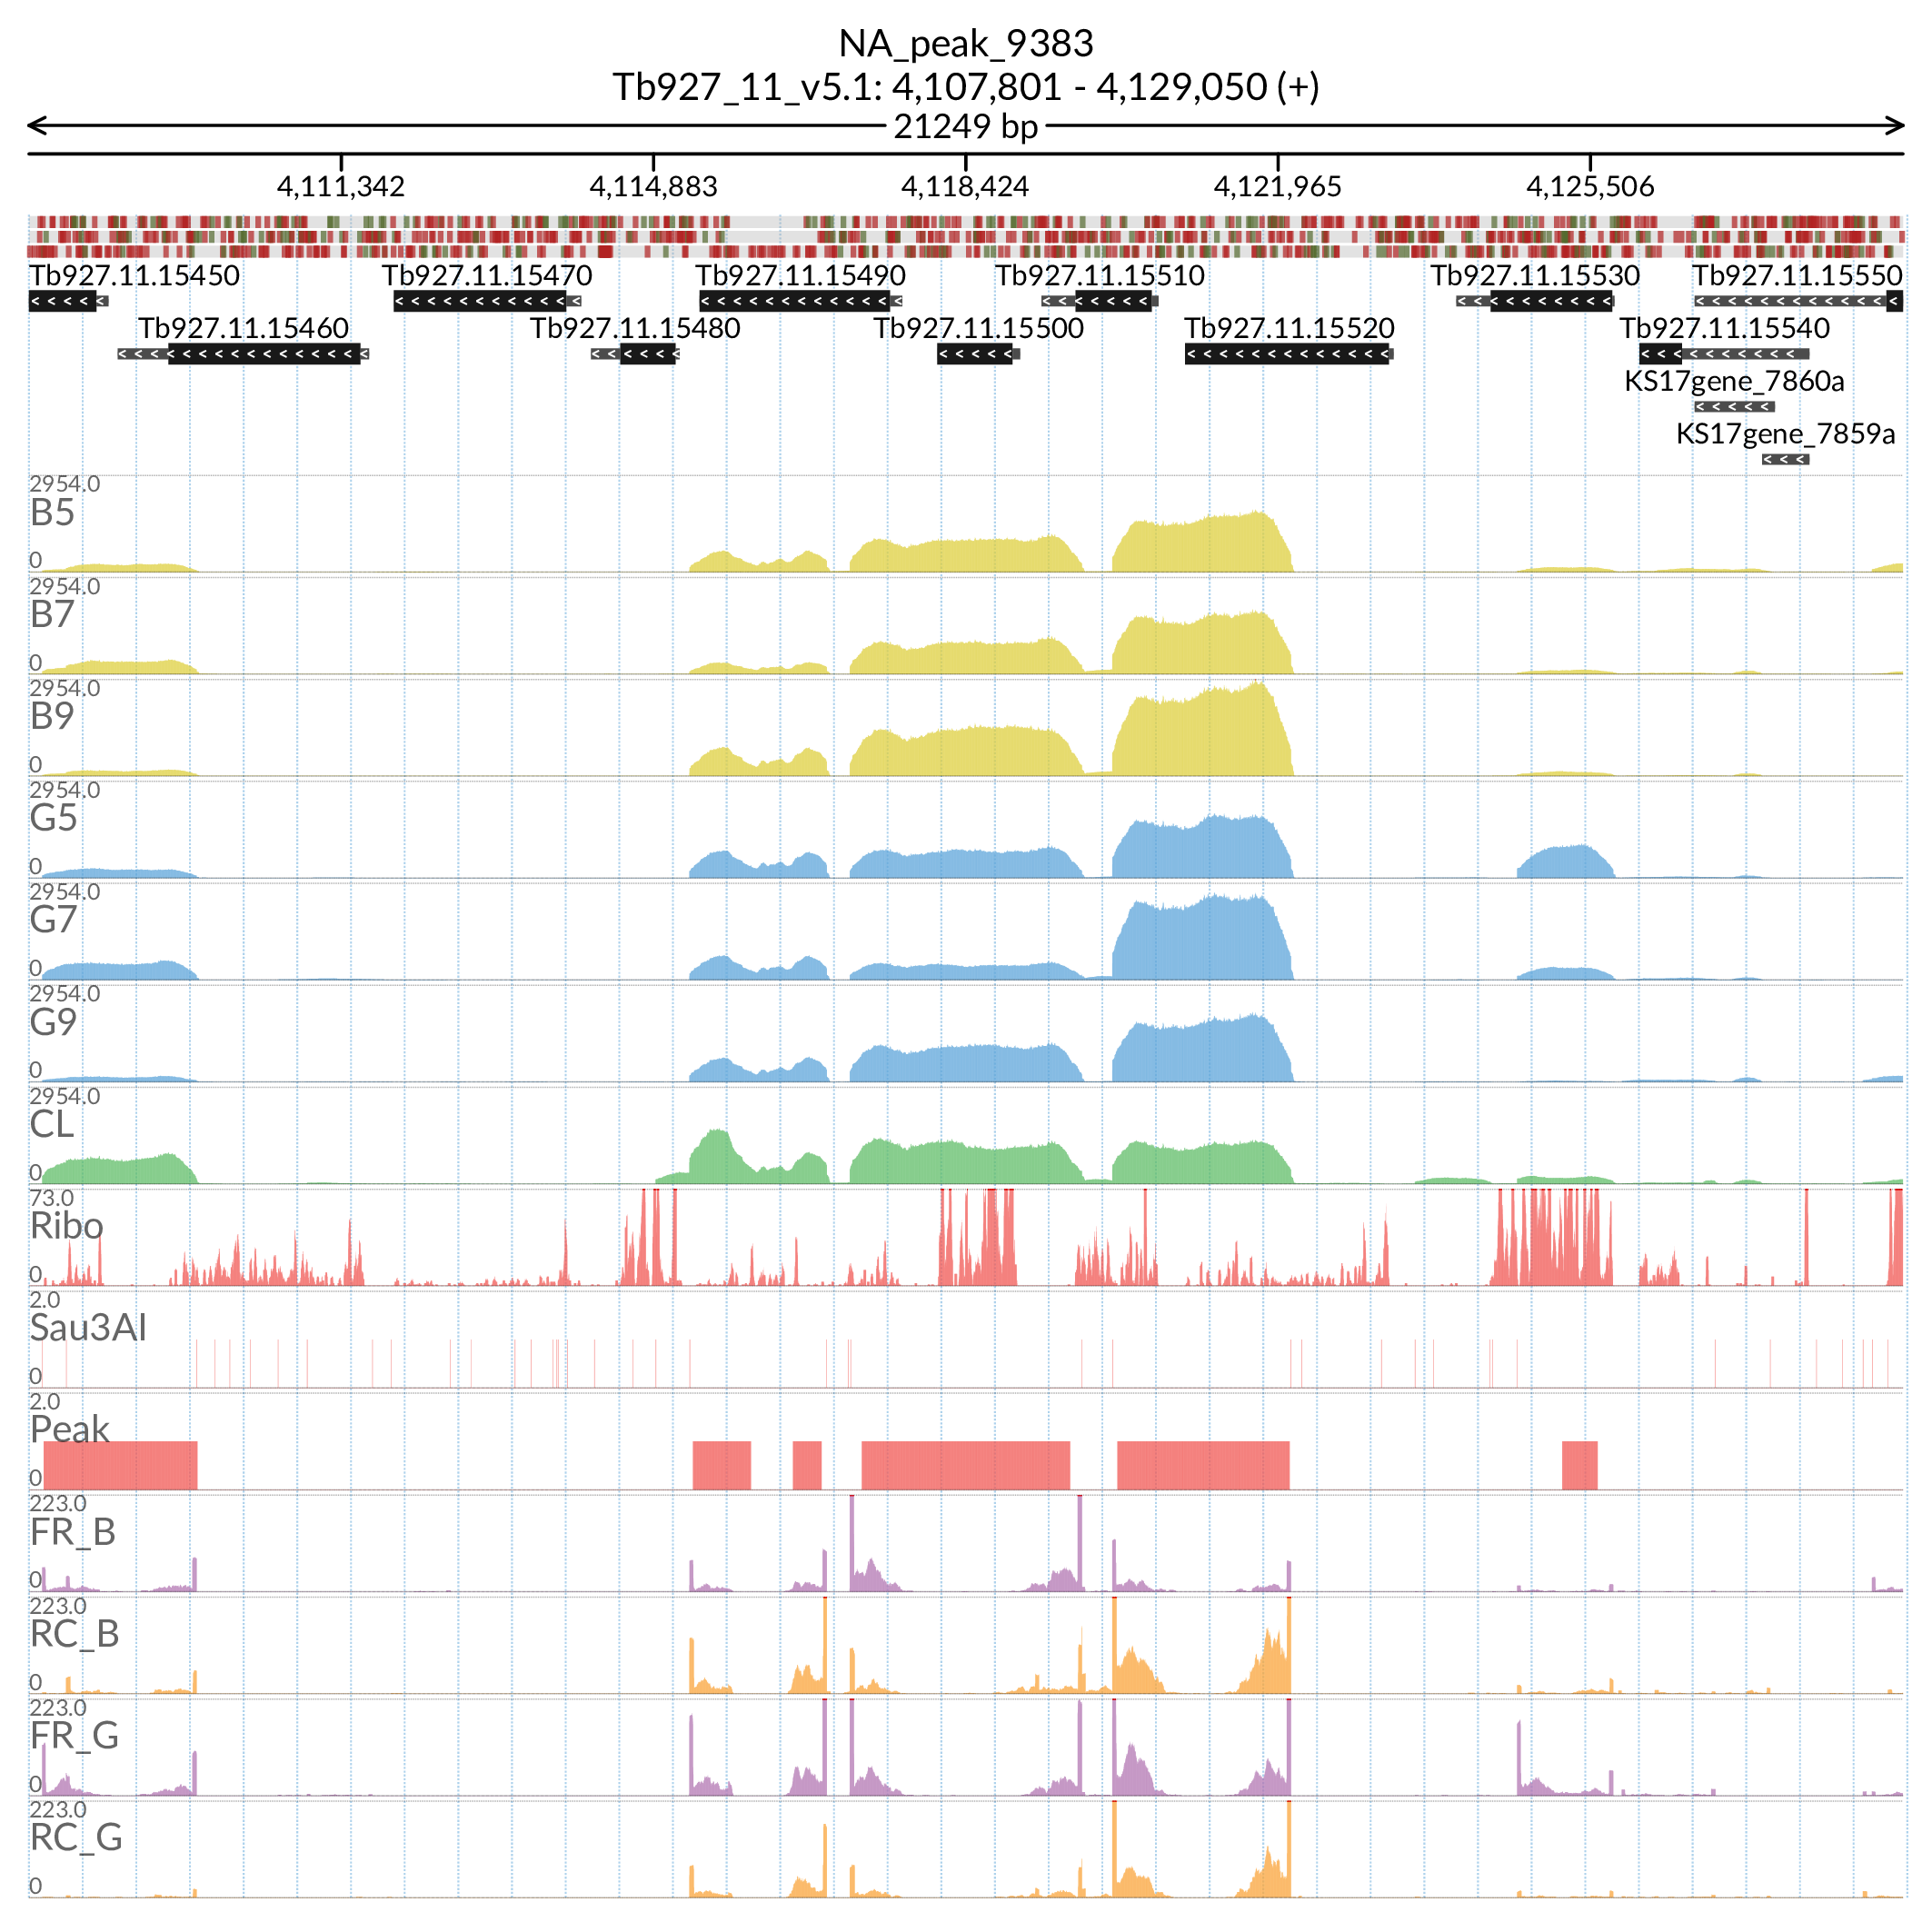 NA_peak_9383
Tb927_11_v5.1: 4,107,801 - 4,129,050 (+)
21249 bp
4,111,342 4,114,883 4,118,424 4,121,965 4,125,506
Tb927.11.15450 Tb927.11.15470 Tb927.11.15490 Tb927.11.15510 Tb927.11.15530 Tb927.11.15550
Tb927.11.15460 Tb927.11.15480 Tb927.11.15500 Tb927.11.15520 Tb927.11.15540
KS17gene_7860a
KS17gene_7859a
2954.0
B5
0
2954.0
B7
0
2954.0
B9
0
2954.0
G5
0
2954.0
G7
0
2954.0
G9
0
2954.0
CL
0
73.0
Ribo
0
2.0
Sau3AI
0
2.0
Peak
0
223.0
FR_B
0
223.0
RC_B
0
223.0
FR_G
0
223.0
RC_G
0